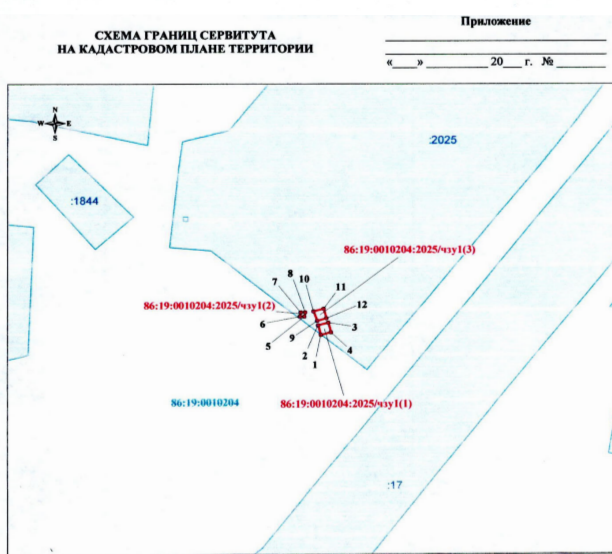 Приложение
СХЕМА ГРАНИЦ СЕРВИТУТА
НА КАДАСТРОВОМ ПЛАНЕ ТЕРРИТОРИИ
«___» __________ 20___ г. № ________
N
W E
S
:2025
:1844
86:19:0010204:2025/чзу1(3)
8 10 11
7
86:19:0010204:2025/чзу1(2)
12
6
3
5 9
2 4
1
86:19:0010204
86:19:0010204:2025/чзу1(1)
:17